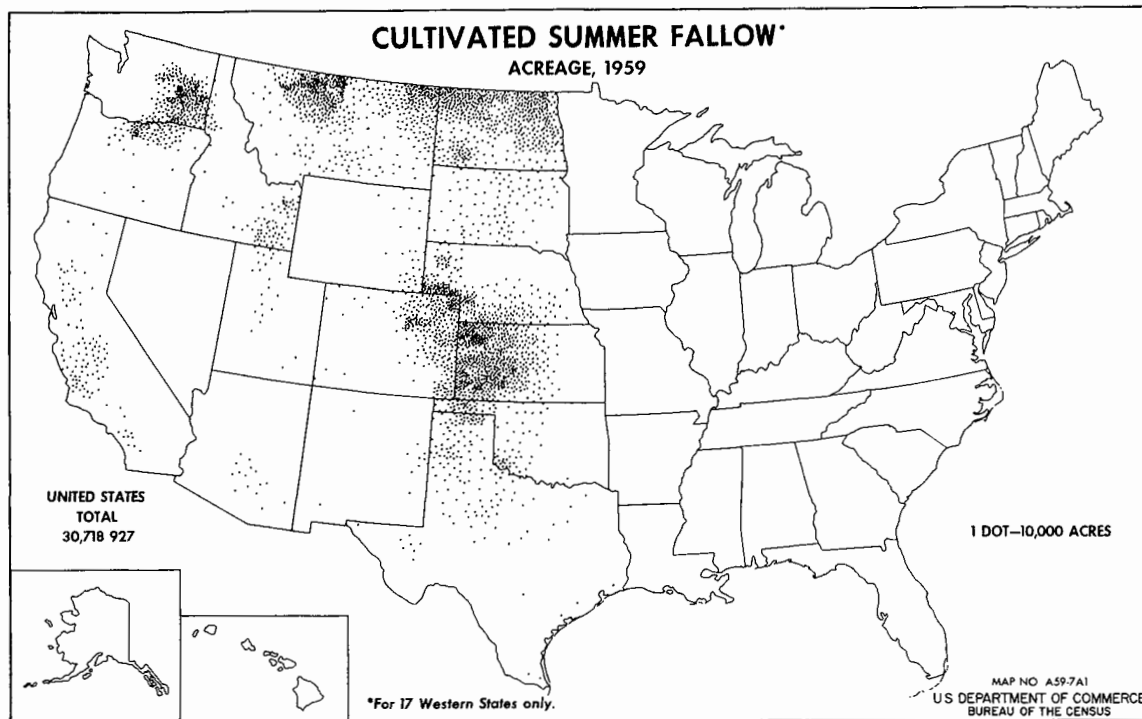 CULTIVATED SUMMER FALLOW*
ACREAGE, 1959
UNITED STATES
TOTAL
30,718 927
1 DOT—10,000 ACRES
*For 17 Western States only.
MAP NO A59-7A1
US DEPARTMENT OF COMMERCE
BUREAU OF THE CENSUS